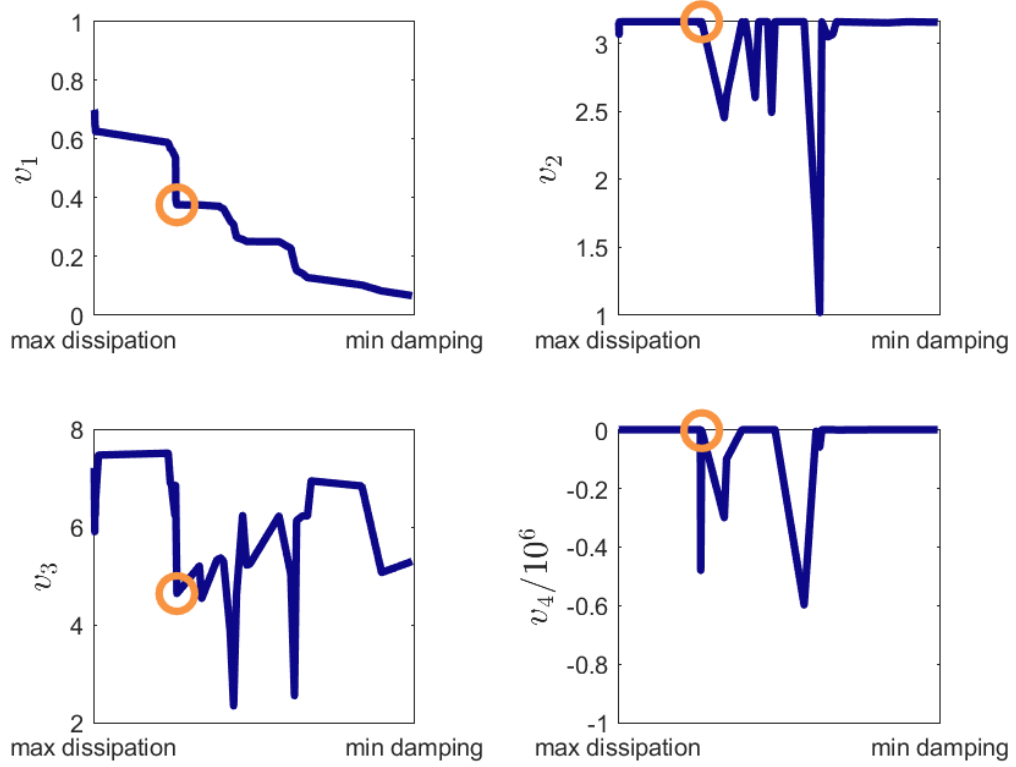 1
0.8
0.6
0.4
0.2
0
v₁
max dissipation min damping
3
2.5
2
1.5
1
v₂
max dissipation min damping
8
6
4
2
v₃
max dissipation min damping
0
-0.2
-0.4
-0.6
-0.8
-1
v₄/10⁶
max dissipation min damping